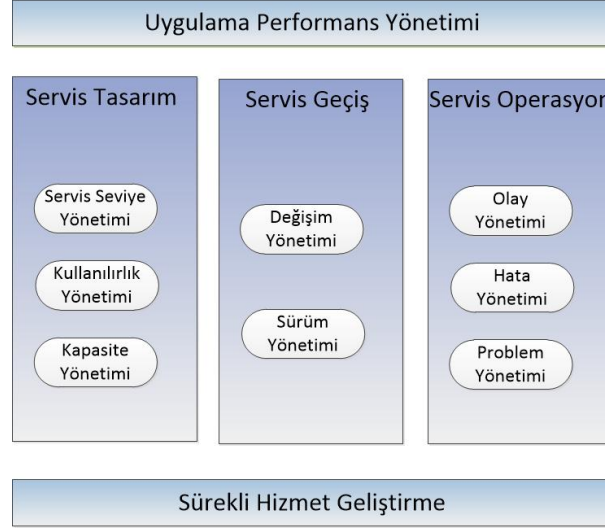 Uygulama Performans Yönetimi
Servis Tasarım
Servis Seviye
Yönetimi
Kullanılırlık
Yönetimi
Kapasite
Yönetimi
Servis Geçiş
Değişim
Yönetimi
Sürüm
Yönetimi
Servis Operasyon
Olay
Yönetimi
Hata
Yönetimi
Problem
Yönetimi
Sürekli Hizmet Geliştirme